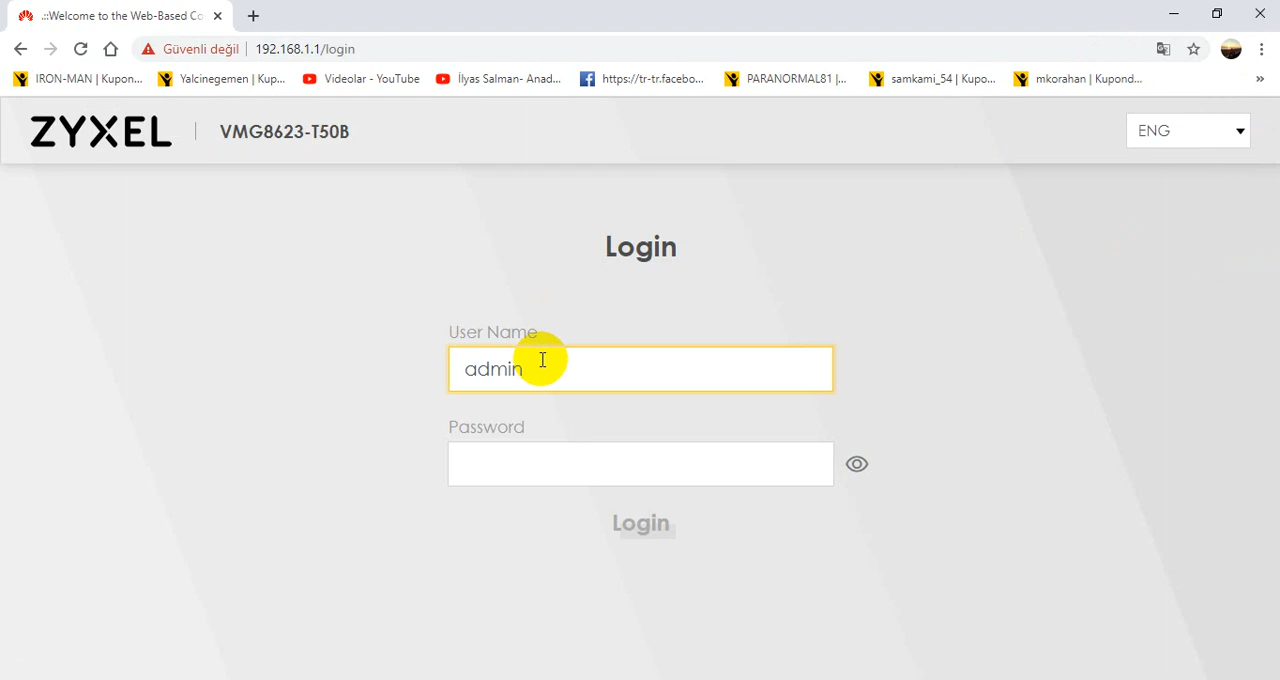 .::Welcome to the Web-Based Co
Güvenli değil
192.168.1.1/login
IRON-MAN | Kupon...
Yalcinegemen | Kup...
Videolar - YouTube
İlyas Salman- Anad...
https://tr-tr.facebo...
PARANORMAL81 |...
samkami_54 | Kupo...
mkorahan | Kupond...
»
ZYXEL
VMG8623-T50B
ENG
Login
User Name
admin
Password
Login